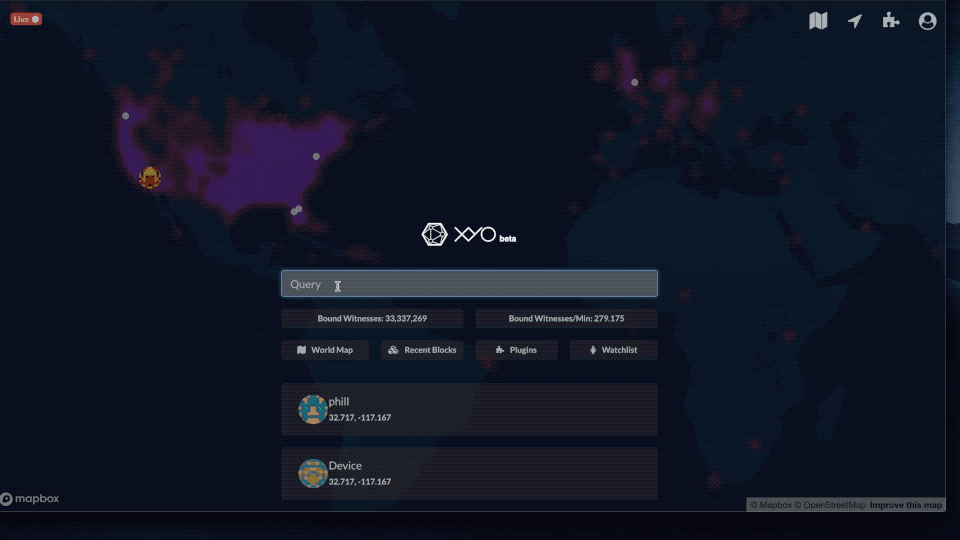 Live
XYO beta
Query
Bound Witnesses: 33,337,269
Bound Witnesses/Min: 279.175
World Map
Recent Blocks
Plugins
Watchlist
phill
32.717, -117.167
Device
32.717, -117.167
mapbox
© Mapbox © OpenStreetMap Improve this map